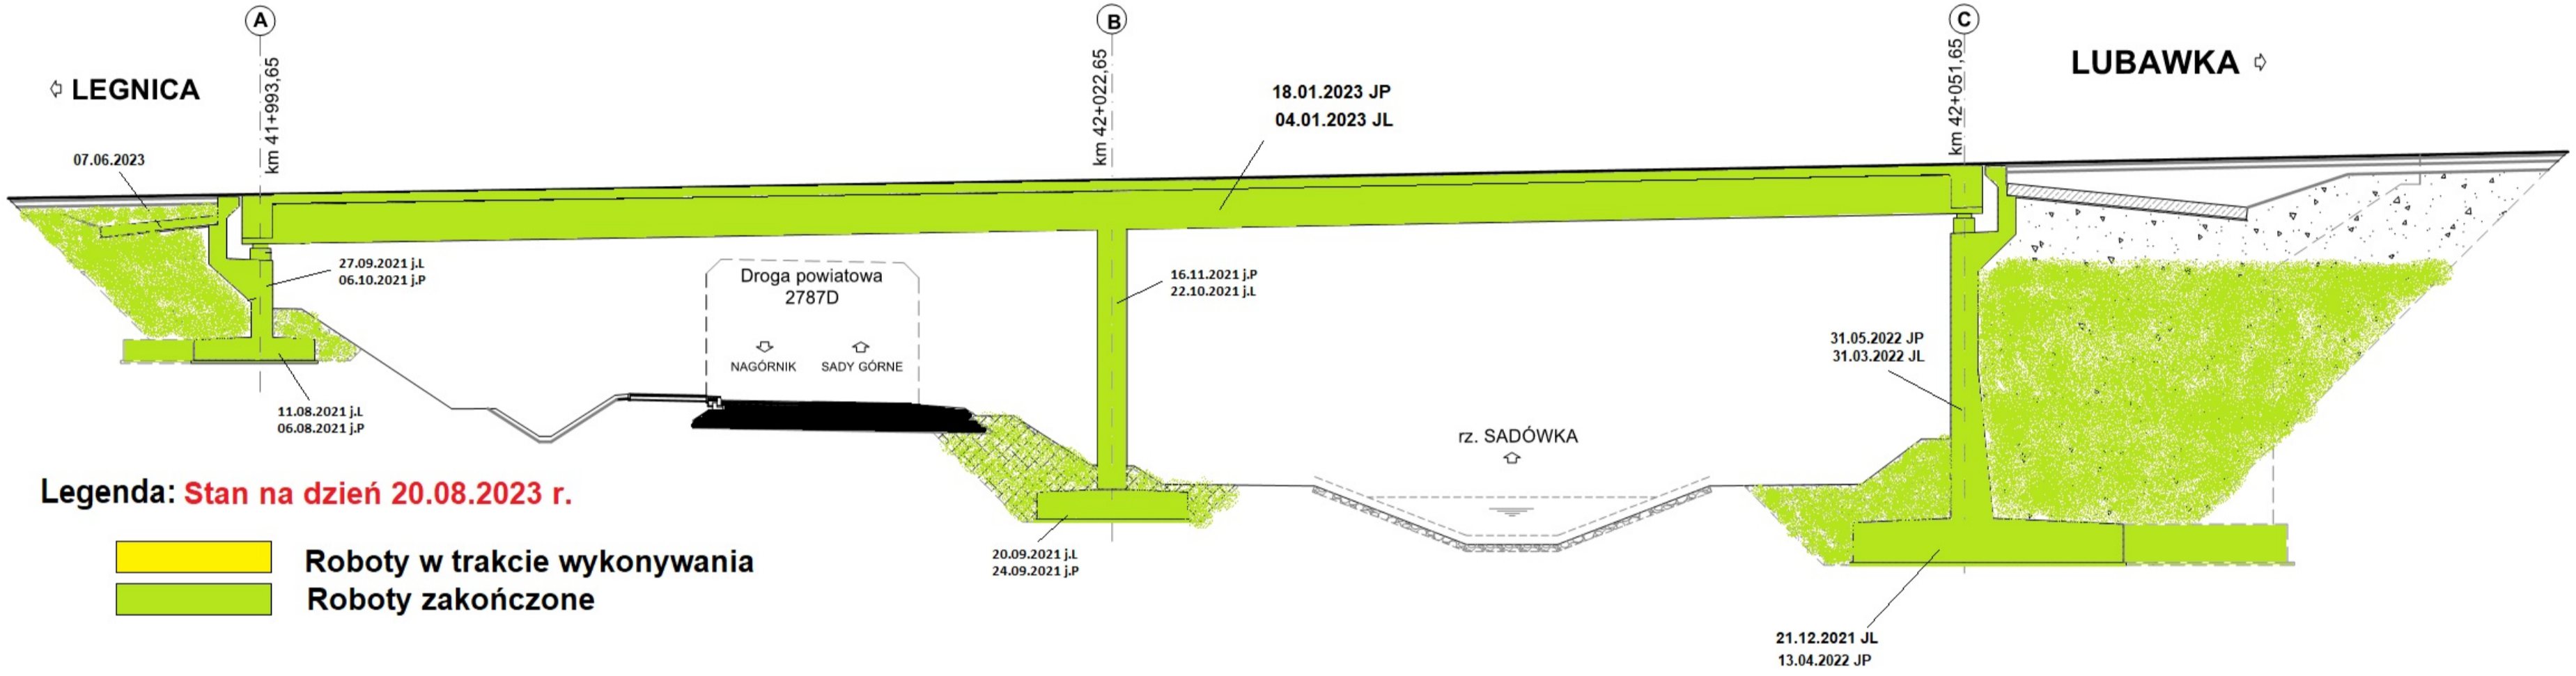 A
B
C
LEGNICA
km 41+993,65
km 42+022,65
km 42+051,65
LUBAWKA
18.01.2023 JP
04.01.2023 JL
07.06.2023
27.09.2021 j.L
06.10.2021 j.P
Droga powiatowa
2787D
NAGÓRNIK
SADY GÓRNE
16.11.2021 j.P
22.10.2021 j.L
31.05.2022 JP
31.03.2022 JL
11.08.2021 j.L
06.08.2021 j.P
rz. SADÓWKA
Legenda: Stan na dzień 20.08.2023 r.
20.09.2021 j.L
24.09.2021 j.P
Roboty w trakcie wykonywania
Roboty zakończone
21.12.2021 JL
13.04.2022 JP